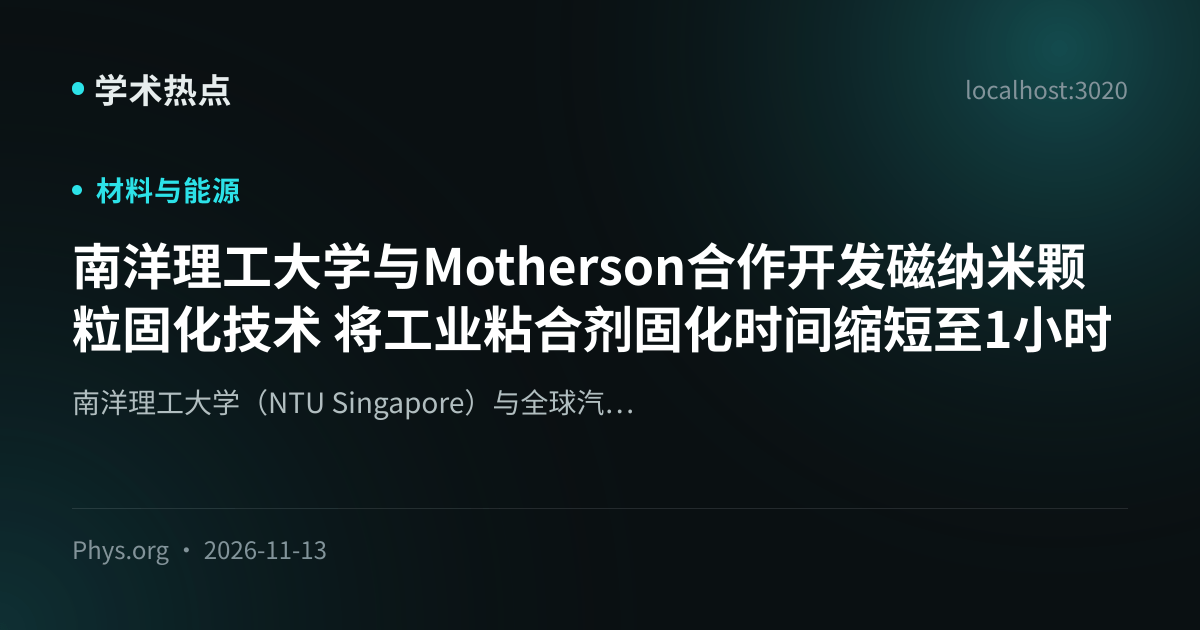 学术热点
localhost:3020
材料与能源
南洋理工大学与Motherson合作开发磁纳米颗
粒固化技术 将工业粘合剂固化时间缩短至1小时
南洋理工大学（NTU Singapore）与全球汽…
Phys.org • 2026-11-13